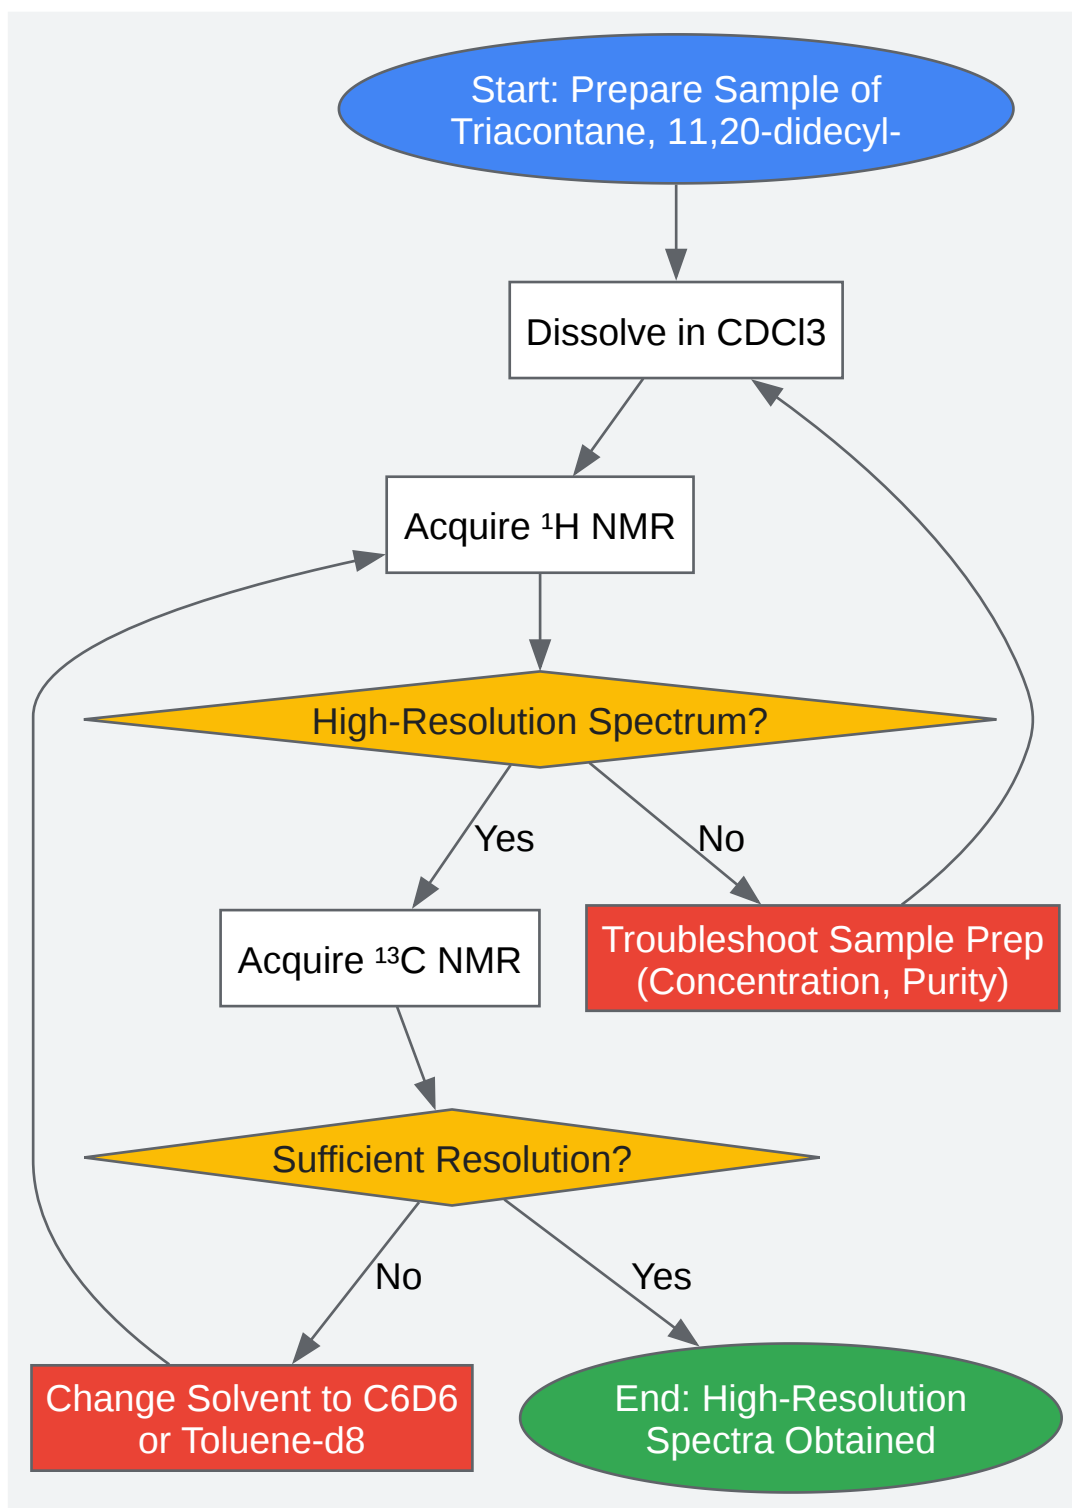 Start: Prepare Sample of
Triacontane, 11,20-didecyl-
Dissolve in CDCl3
Acquire ¹H NMR
High-Resolution Spectrum?
Yes
No
Acquire ¹³C NMR
Troubleshoot Sample Prep
(Concentration, Purity)
Sufficient Resolution?
No
Yes
Change Solvent to C6D6
or Toluene-d8
End: High-Resolution
Spectra Obtained